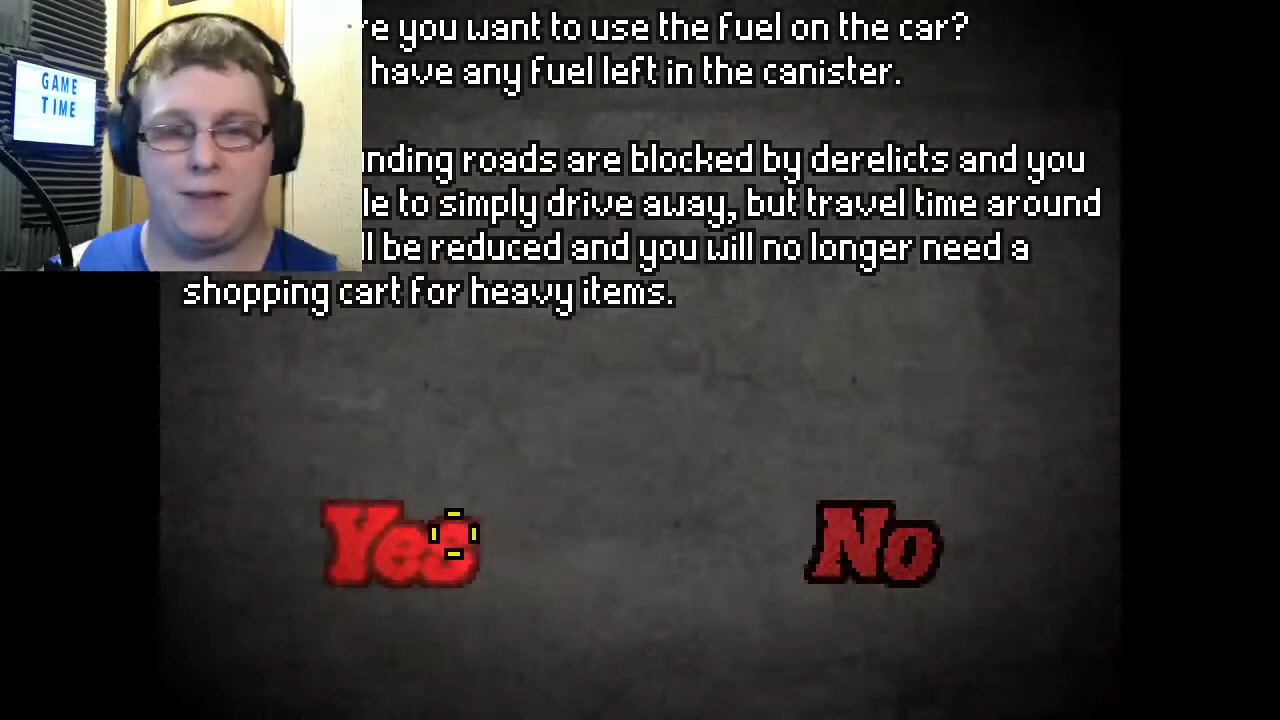 GAME
TIME
re you want to use the fuel on the car?
have any fuel left in the canister.
unding roads are blocked by derelicts and you
le to simply drive away, but travel time around
ll be reduced and you will no longer need a
shopping cart for heavy items.
Yes
No